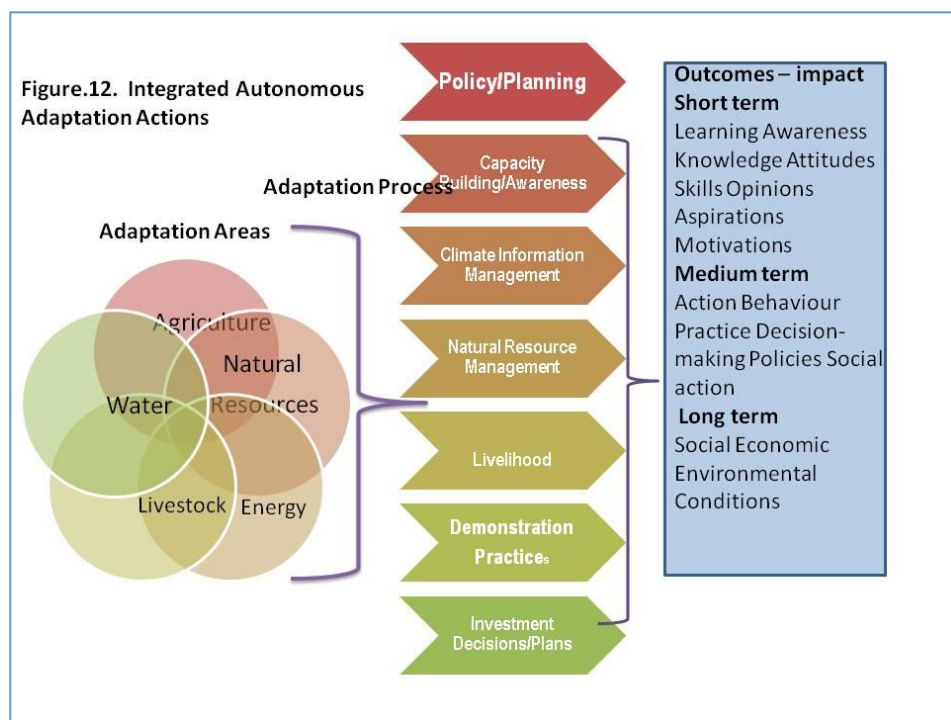 Figure.12. Integrated Autonomous
Adaptation Actions
Adaptation Areas
Agriculture
Natural
Resources
Water
Livestock
Energy
Adaptation Process
Policy/Planning
Capacity
Building/Awareness
Climate Information
Management
Natural Resource
Management
Livelihood
Demonstration
Practices
Investment
Decisions/Plans
Outcomes – impact
Short term
Learning Awareness
Knowledge Attitudes
Skills Opinions
Aspirations
Motivations
Medium term
Action Behaviour
Practice Decision-
making Policies Social
action
Long term
Social Economic
Environmental
Conditions